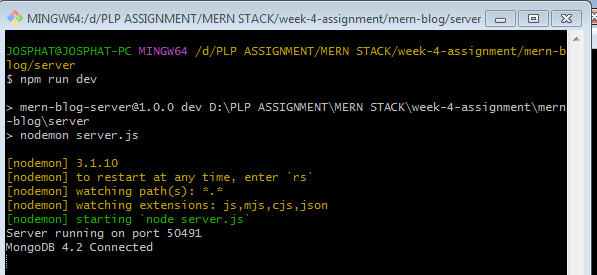 MINGW64:/d/PLP ASSIGNMENT/MERN STACK/week-4-assignment/mern-blog/server
JOSPHAT@JOSPHAT-PC MINGW64 /d/PLP ASSIGNMENT/MERN STACK/week-4-assignment/mern-b
log/server
$ npm run dev
> mern-blog-server@1.0.0 dev D:\PLP ASSIGNMENT\MERN STACK\week-4-assignment\mern
-blog\server
> nodemon server.js
[nodemon] 3.1.10
[nodemon] to restart at any time, enter `rs`
[nodemon] watching path(s): *.*
[nodemon] watching extensions: js,mjs,cjs,json
[nodemon] starting `node server.js`
Server running on port 50491
MongoDB 4.2 Connected